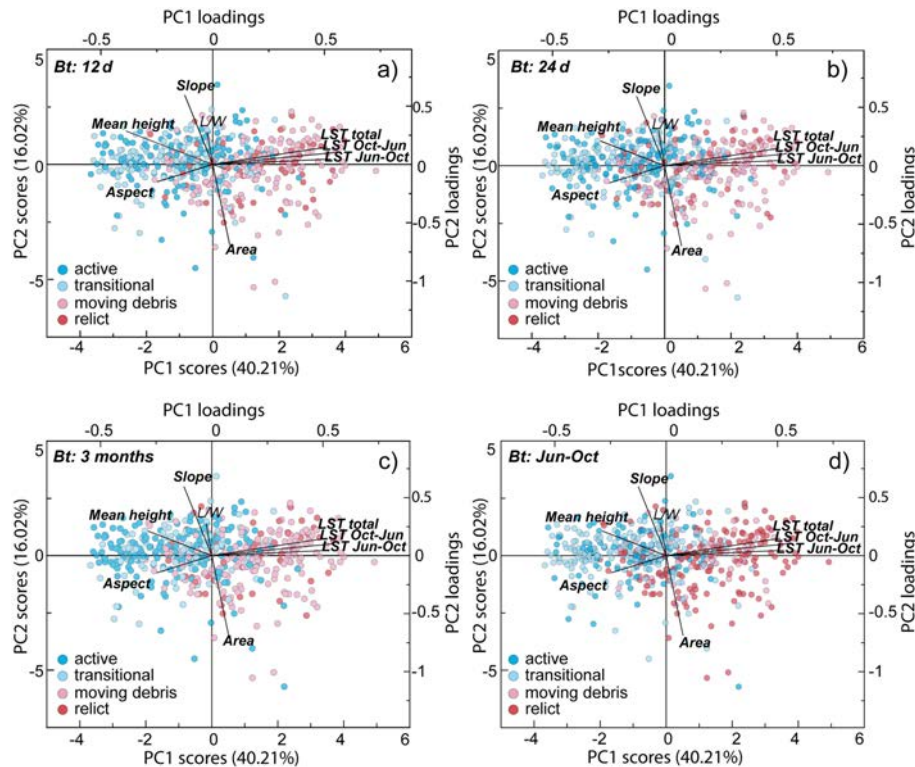 PC1 loadings
-0.5 0 0.5
Bt: 12 d
a)
5
0
-5
PC2 scores (16.02%)
Slope
L/W
Mean height
LST total
LST Oct-Jun
LST Jun-Oct
Aspect
Area
0.5
0
-0.5
-1
PC2 loadings
active
transitional
moving debris
relict
-4 -2 0 2 4 6
PC1 scores (40.21%)
PC1 loadings
-0.5 0 0.5
Bt: 24 d
b)
5
0
-5
PC2 scores (16.02%)
Slope
L/W
Mean height
LST total
LST Oct-Jun
LST Jun-Oct
Aspect
Area
0.5
0
-0.5
-1
PC2 loadings
active
transitional
moving debris
relict
-4 -2 0 2 4 6
PC1scores (40.21%)
PC1 loadings
-0.5 0 0.5
Bt: 3 months
c)
5
0
-5
PC2 scores (16.02%)
Slope
L/W
Mean height
LST total
LST Oct-Jun
LST Jun-Oct
Aspect
Area
0.5
0
-0.5
-1
PC2 loadings
active
transitional
moving debris
relict
-4 -2 0 2 4 6
PC1 scores (40.21%)
PC1 loadings
-0.5 0 0.5
Bt: Jun-Oct
d)
5
0
-5
PC2 scores (16.02%)
Slope
L/W
Mean height
LST total
LST Oct-Jun
LST Jun-Oct
Aspect
Area
0.5
0
-0.5
-1
PC2 loadings
active
transitional
moving debris
relict
-4 -2 0 2 4 6
PC1 scores (40.21%)